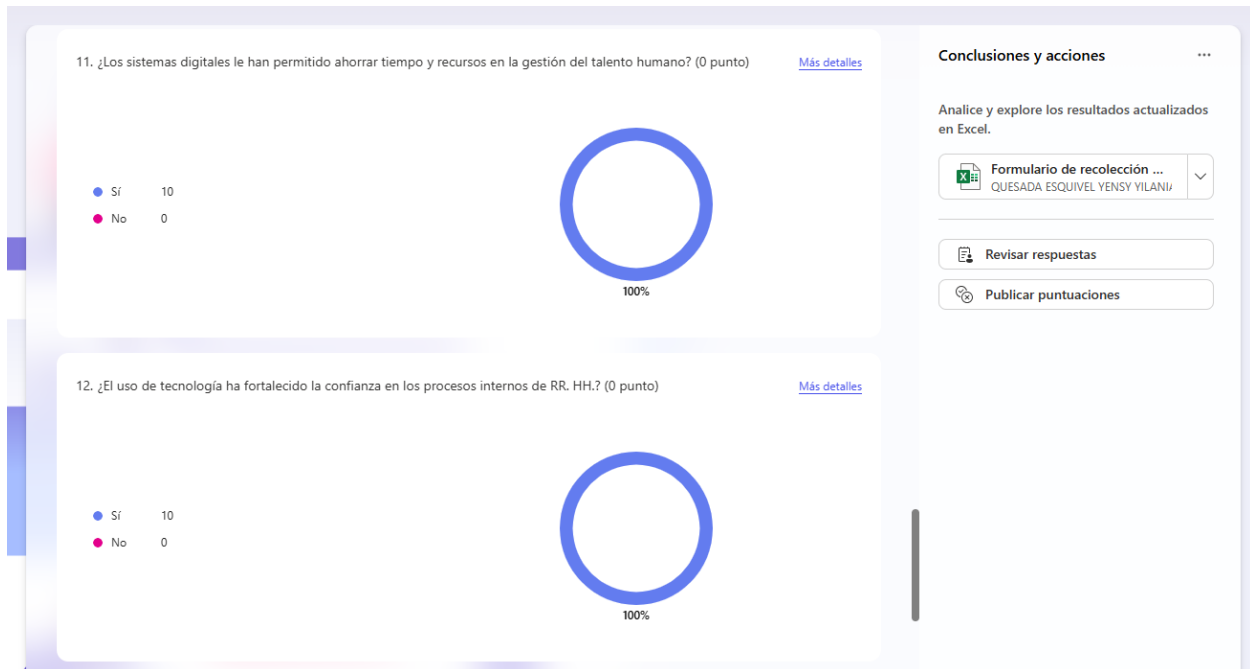 11. ¿Los sistemas digitales le han permitido ahorrar tiempo y recursos en la gestión del talento humano? (0 punto)
Más detalles
Sí 10
No 0
100%
12. ¿El uso de tecnología ha fortalecido la confianza en los procesos internos de RR. HH.? (0 punto)
Más detalles
Sí 10
No 0
100%
Conclusiones y acciones
Analice y explore los resultados actualizados
en Excel.
Formulario de recolección ...
QUESADA ESQUIVEL YENSY YILANIA
Revisar respuestas
Publicar puntuaciones